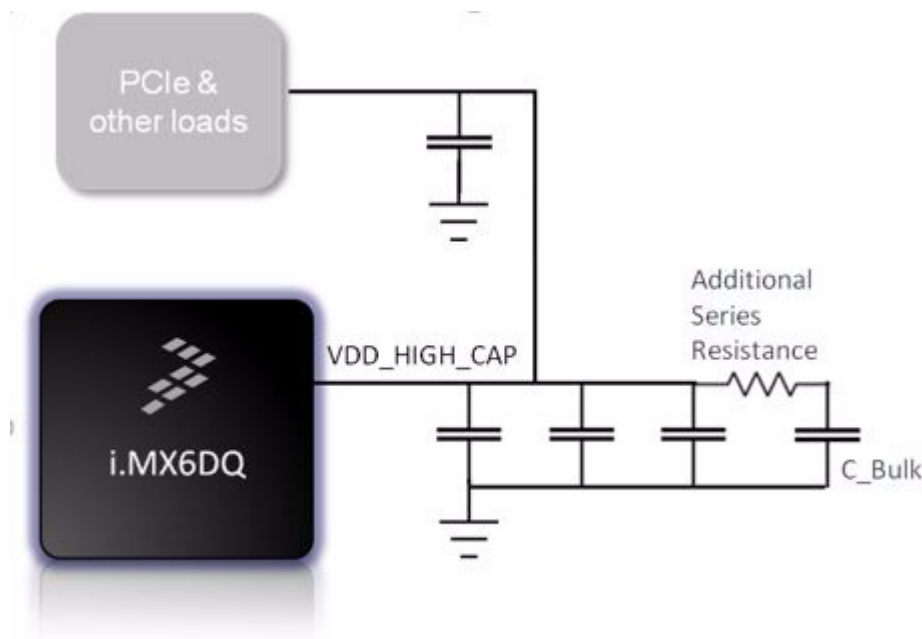 PCIe &
other loads
Additional
Series
Resistance
VDD_HIGH_CAP
i.MX6DQ
C_Bulk